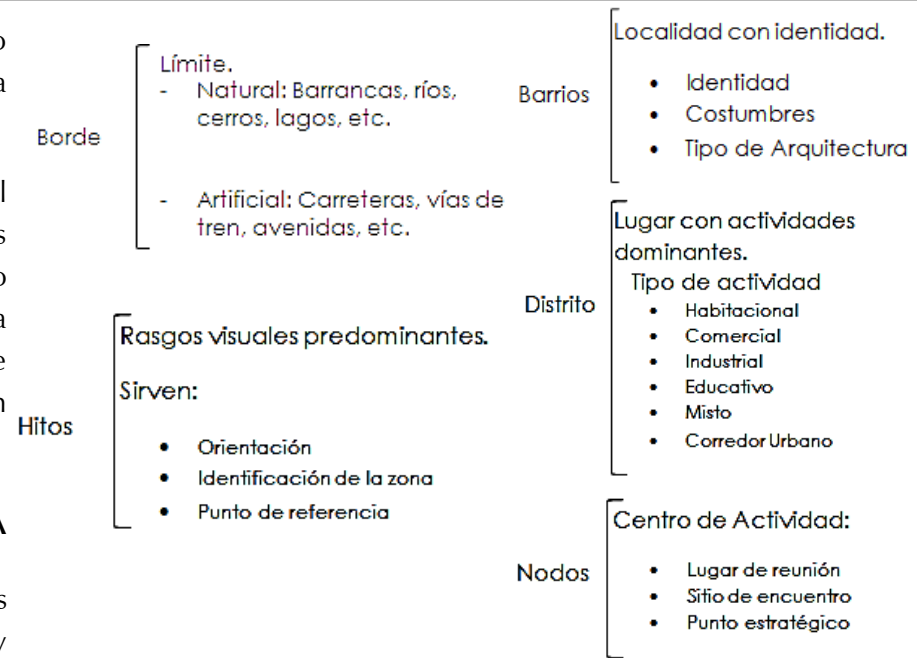 Borde
Límite.
- Natural: Barrancas, ríos,
cerros, lagos, etc.
- Artificial: Carreteras, vías de
tren, avenidas, etc.
Hitos
Rasgos visuales predominantes.
Sirven:
• Orientación
• Identificación de la zona
• Punto de referencia
Barrios
Localidad con identidad.
• Identidad
• Costumbres
• Tipo de Arquitectura
Distrito
Lugar con actividades
dominantes.
Tipo de actividad
• Habitacional
• Comercial
• Industrial
• Educativo
• Misto
• Corredor Urbano
Nodos
Centro de Actividad:
• Lugar de reunión
• Sitio de encuentro
• Punto estratégico